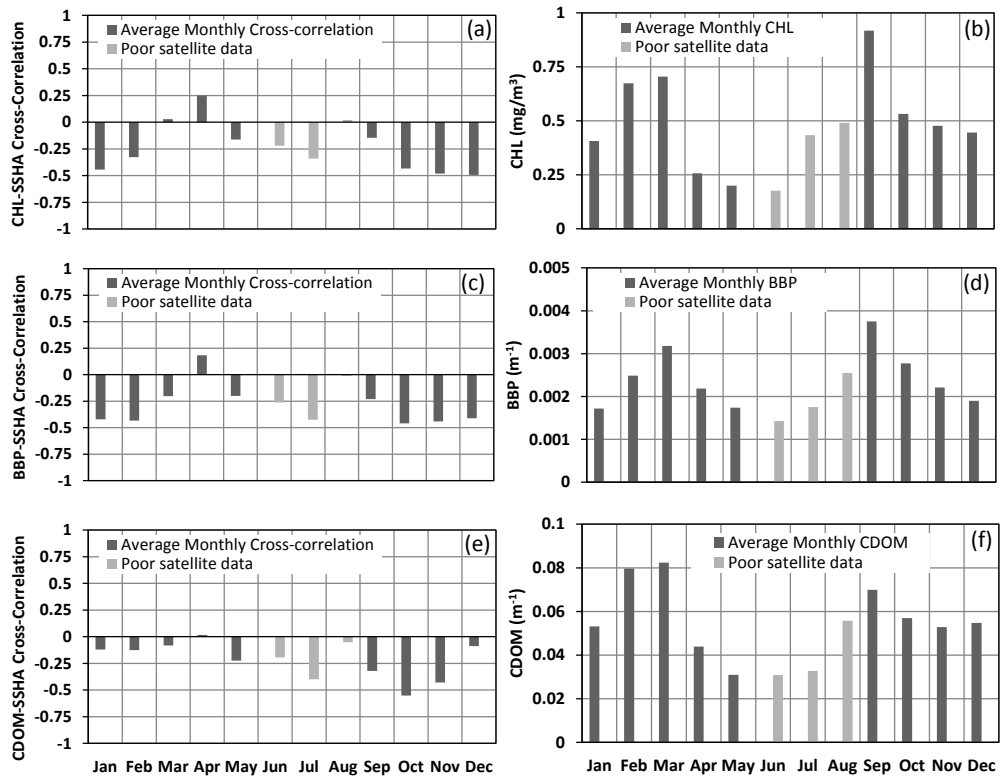 (a)
Average Monthly Cross-correlation
Poor satellite data
CHL-SSHA Cross-Correlation
1
0.75
0.5
0.25
0
-0.25
-0.5
-0.75
-1
(b)
Average Monthly CHL
Poor satellite data
CHL (mg/m³)
1
0.75
0.5
0.25
0
(c)
Average Monthly Cross-correlation
Poor satellite data
BBP-SSHA Cross-Correlation
1
0.75
0.5
0.25
0
-0.25
-0.5
-0.75
-1
(d)
Average Monthly BBP
Poor satellite data
BBP (m⁻¹)
0.005
0.004
0.003
0.002
0.001
0
(e)
Average Monthly Cross-correlation
Poor satellite data
CDOM-SSHA Cross-Correlation
1
0.75
0.5
0.25
0
-0.25
-0.5
-0.75
-1
Jan Feb Mar Apr May Jun Jul Aug Sep Oct Nov Dec
(f)
Average Monthly CDOM
Poor satellite data
CDOM (m⁻¹)
0.1
0.08
0.06
0.04
0.02
0
Jan Feb Mar Apr May Jun Jul Aug Sep Oct Nov Dec